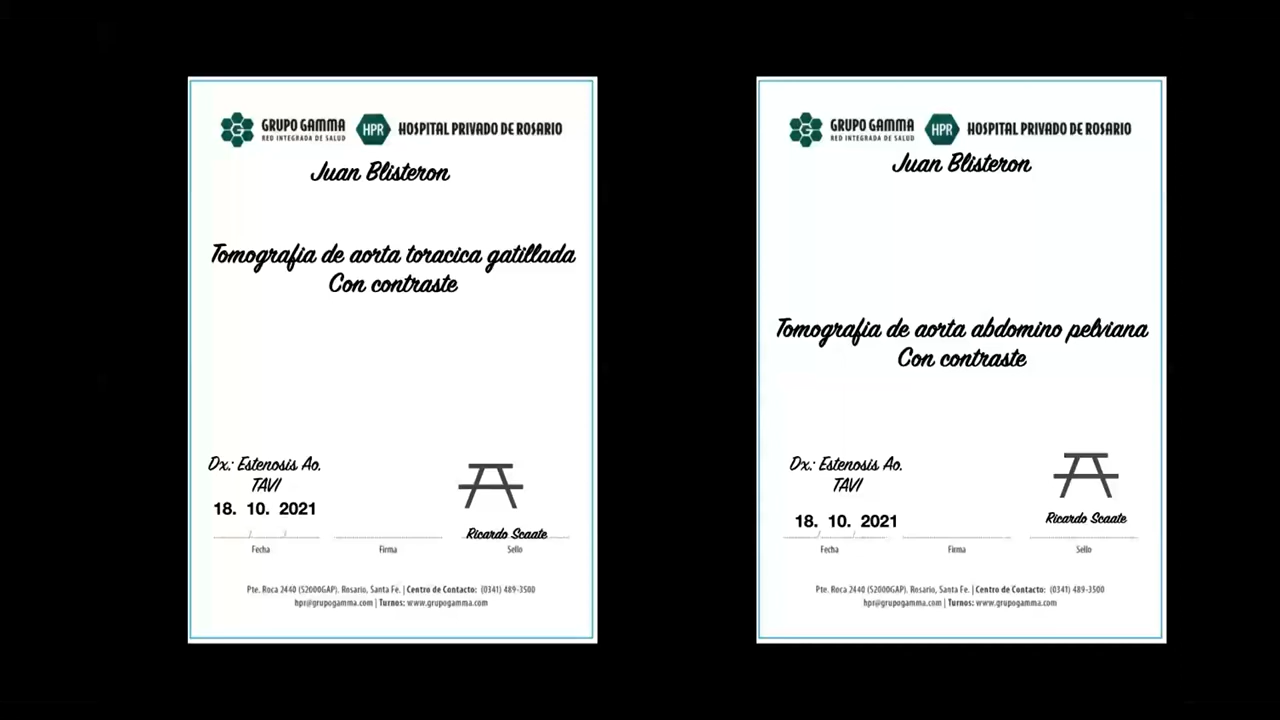 G GRUPO GAMMA
RED INTEGRADA DE SALUD
HPR HOSPITAL PRIVADO DE ROSARIO
Juan Blisteron
Tomografia de aorta toracica gatillada
Con contraste
Dx.: Estenosis Ao.
TAVI
18. 10. 2021
Ricardo Scaate
Fecha
Firma
Sello
Pte. Roca 2440 (S2000GAP). Rosario, Santa Fe. | Centro de Contacto: (0341) 489-3500
hpr@grupogamma.com | Turnos: www.grupogamma.com
G GRUPO GAMMA
RED INTEGRADA DE SALUD
HPR HOSPITAL PRIVADO DE ROSARIO
Juan Blisteron
Tomografia de aorta abdomino pelviana
Con contraste
Dx.: Estenosis Ao.
TAVI
18. 10. 2021
Ricardo Scaate
Fecha
Firma
Sello
Pte. Roca 2440 (S2000GAP). Rosario, Santa Fe. | Centro de Contacto: (0341) 489-3500
hpr@grupogamma.com | Turnos: www.grupogamma.com